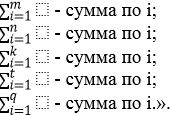 ∑ᵢ₌₁ᵐ ⬚ - сумма по i;
∑ᵢ₌₁ⁿ ⬚ - сумма по i;
∑ᵢ₌₁ᵏ ⬚ - сумма по i;
∑ᵢ₌₁ᵗ ⬚ - сумма по i;
∑ᵢ₌₁^q ⬚ - сумма по i.».